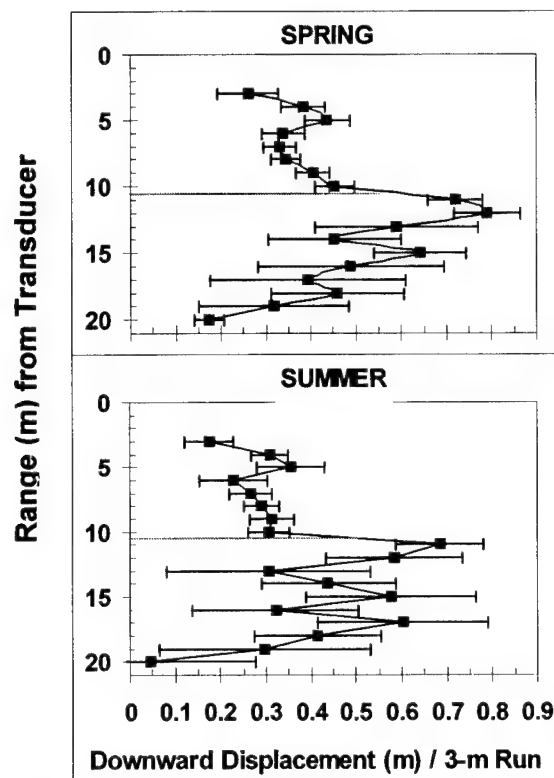 SPRING
0
5
10
15
20
SUMMER
0
5
10
15
20
0 0.1 0.2 0.3 0.4 0.5 0.6 0.7 0.8 0.9
Downward Displacement (m) / 3-m Run
Range (m) from Transducer